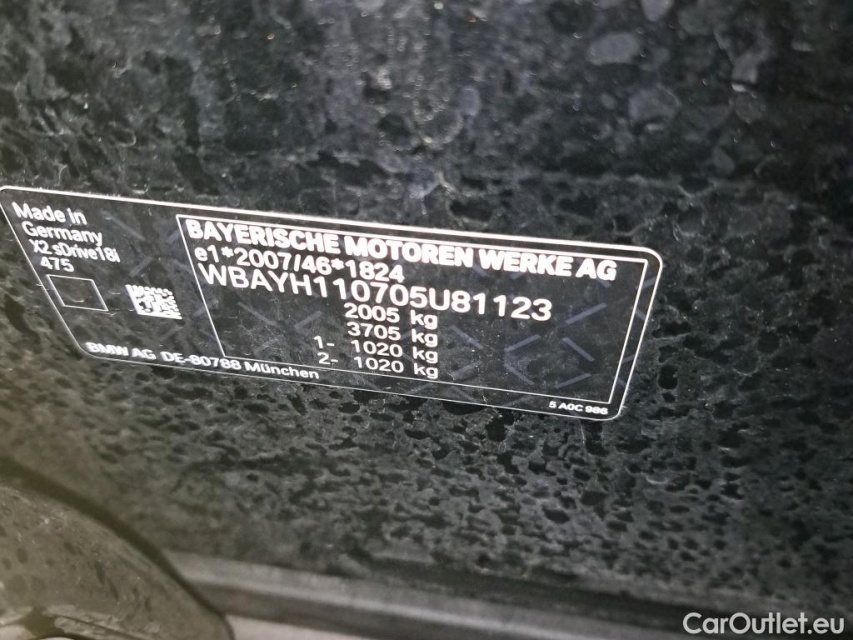 Made in
Germany
X2 sDrive18i
475
BMW AG DE-80788 München
BAYERISCHE MOTOREN WERKE AG
e1*2007/46*1824
WBAYH110705U81123
2005 kg
3705 kg
1- 1020 kg
2- 1020 kg
5 A0C 986
CarOutlet.eu